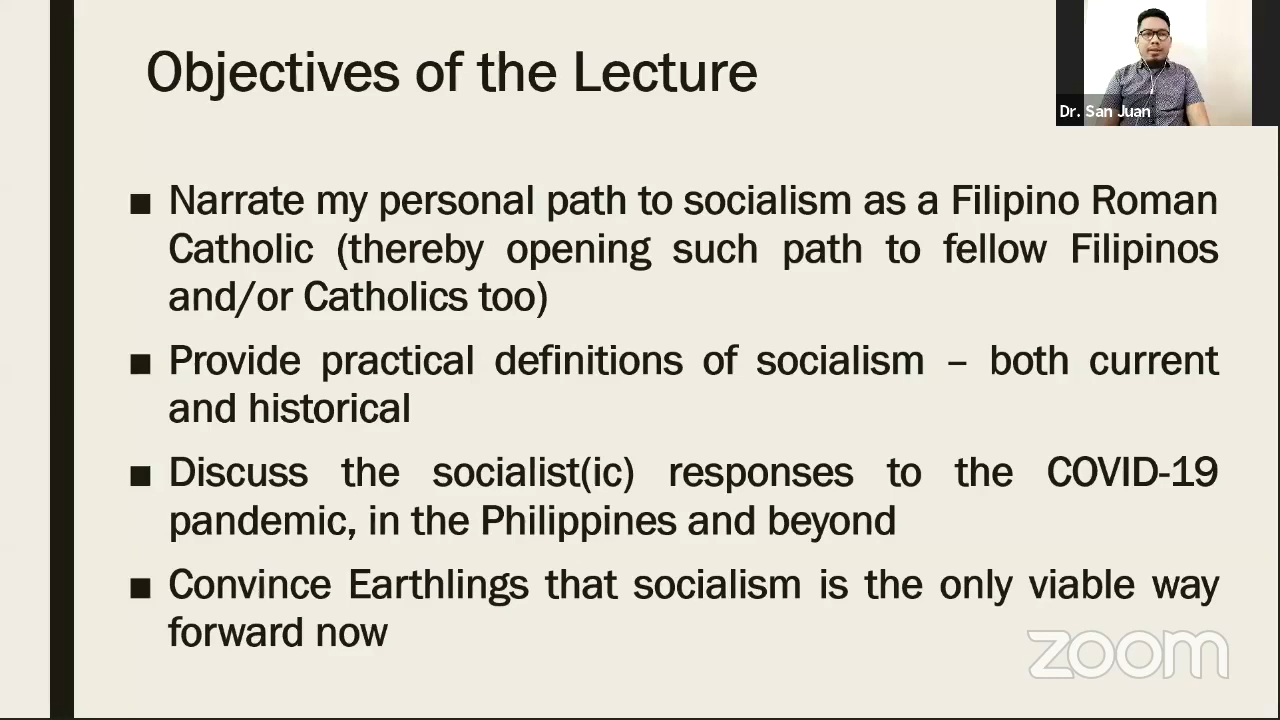 Objectives of the Lecture
Dr. San Juan
■ Narrate my personal path to socialism as a Filipino Roman
Catholic (thereby opening such path to fellow Filipinos
and/or Catholics too)
■ Provide practical definitions of socialism – both current
and historical
■ Discuss the socialist(ic) responses to the COVID-19
pandemic, in the Philippines and beyond
■ Convince Earthlings that socialism is the only viable way
forward now
zoom